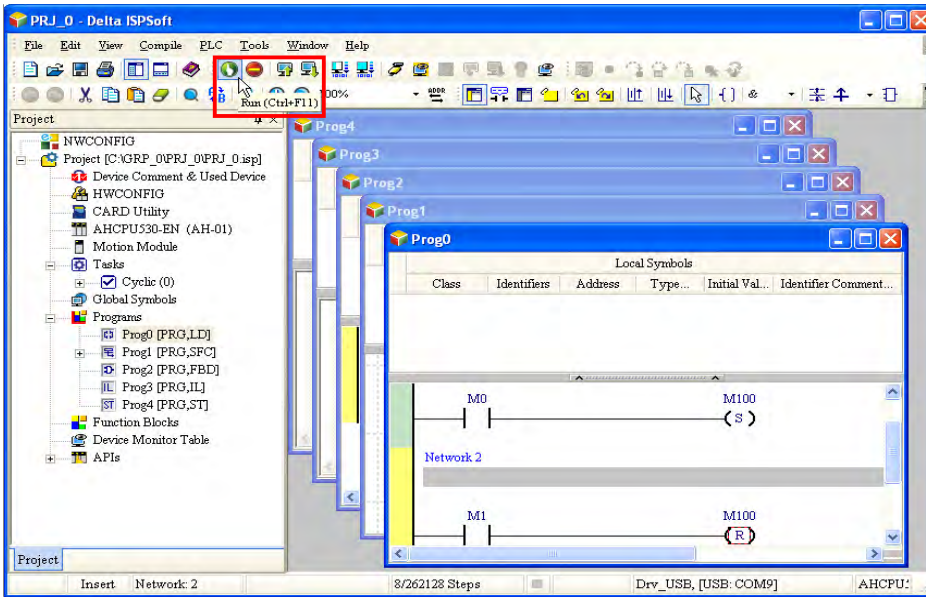 PRJ_0 - Delta ISPSoft
File Edit View Compile PLC Tools Window Help
Run (Ctrl+F11)
100%
ADDR
&
Project
NWCONFIG
Project [C:\GRP_0\PRJ_0\PRJ_0.isp]
Device Comment & Used Device
HWCONFIG
CARD Utility
AHCPU530-EN (AH-01)
Motion Module
Tasks
Cyclic (0)
Global Symbols
Programs
Prog0 [PRG,LD]
Prog1 [PRG,SFC]
Prog2 [PRG,FBD]
IL Prog3 [PRG,IL]
ST Prog4 [PRG,ST]
Function Blocks
Device Monitor Table
APIs
Project
Prog4
Prog3
Prog2
Prog1
Prog0
Local Symbols
Class Identifiers Address Type... Initial Val... Identifier Comment...
M0 M100
S
Network 2
M1 M100
R
Insert Network: 2 8/262128 Steps Drv_USB, [USB: COM9]